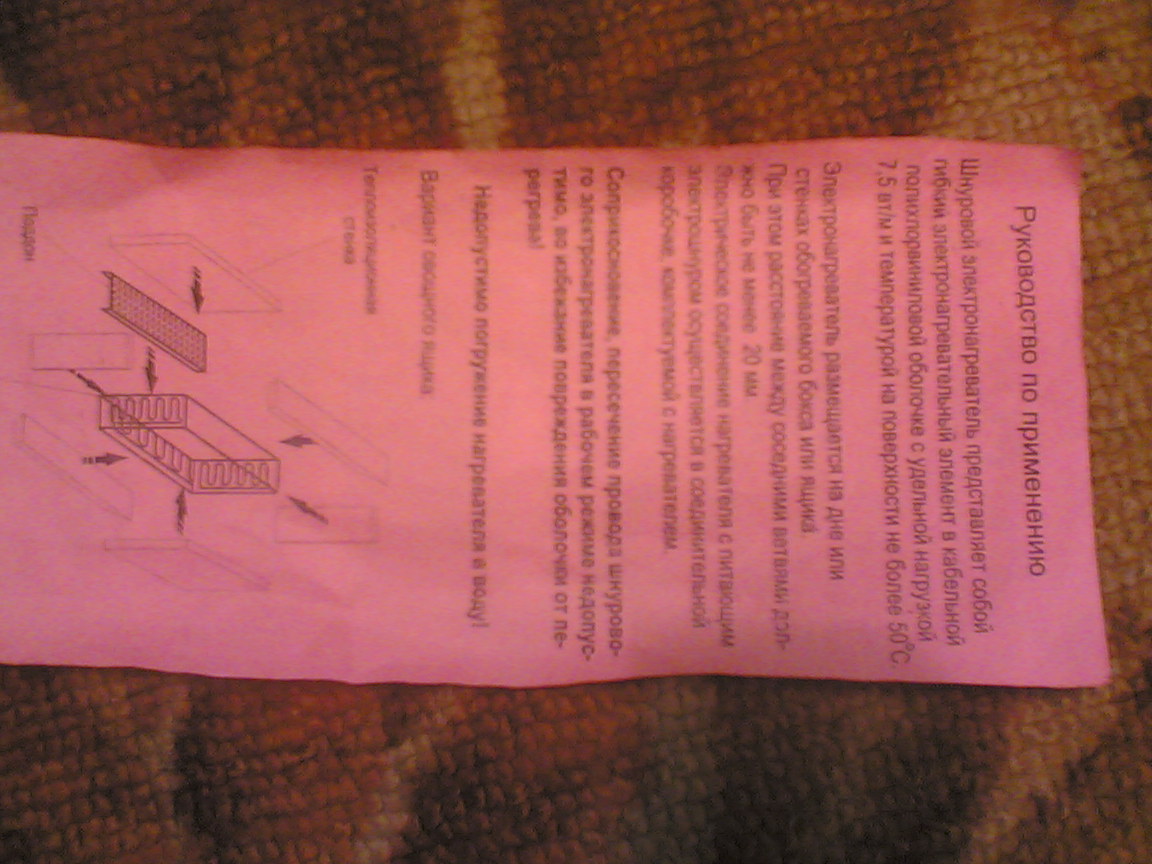 Руководство по применению
Шнуровой электронагреватель представляет собой
гибкий электронагревательный элемент в кабельной
полихлорвиниловой оболочке с удельной нагрузкой
7,5 вт/м и температурой на поверхности не более 50°С
Электронагреватель размещается на дне или
стенках обогреваемого бокса или ящика.
При этом расстояние между соседними ветвями дол-
жно быть не менее 20 мм
Электрическое соединение нагревателя с питающим
электрошнуром осуществляется в соединительной
коробочке, комплектуемой с нагревателем.
Соприкосновение, пересечение провода шнурово-
го электронагревателя в рабочем режиме недопус-
тимо, во избежание повреждения оболочки от пе-
регрева!
Недопустимо погружение нагревателя в воду!
Вариант овощного ящика
Теплоизоляционная
стенка
Поддон